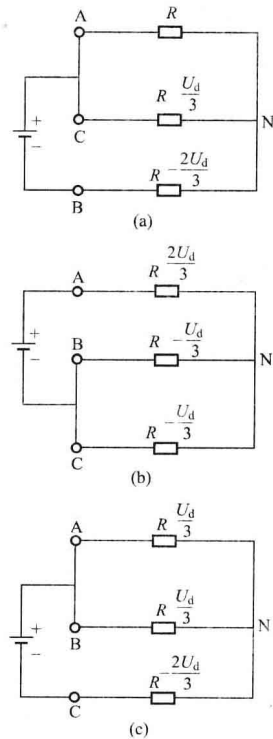 A
R
+
−
C
R U_d/3
N
B
R −2U_d/3
(a)
A
R 2U_d/3
+
−
B
R −U_d/3
N
C
R −U_d/3
(b)
A
R U_d/3
+
−
B
R U_d/3
N
C
R −2U_d/3
(c)